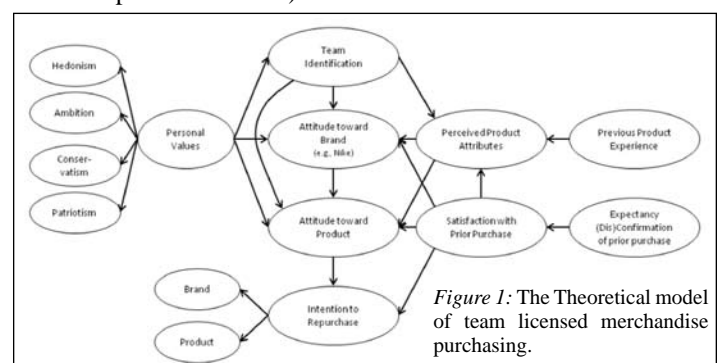 Team
Identification
Hedonism
Ambition
Conser-
vatism
Patriotism
Personal
Values
Attitude toward
Brand
(e.g., Nike)
Perceived Product
Attributes
Previous Product
Experience
Attitude toward
Product
Satisfaction with
Prior Purchase
Expectancy
(Dis)Confirmation
of prior purchase
Brand
Product
Intention to
Repurchase
Figure 1: The Theoretical model
of team licensed merchandise
purchasing.